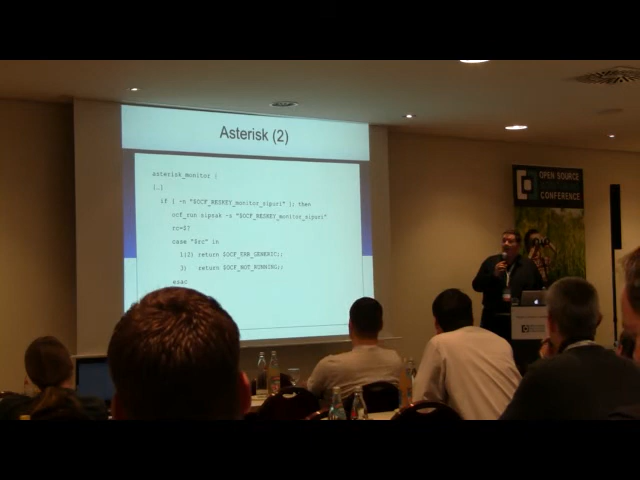 Asterisk (2)
asterisk_monitor {
[…]
if [ -n "$OCF_RESKEY_monitor_sipuri" ]; then
ocf_run sipsak -s "$OCF_RESKEY_monitor_sipuri"
rc=$?
case "$rc" in
1|2) return $OCF_ERR_GENERIC;;
3) return $OCF_NOT_RUNNING;;
esac
OPEN SOURCE
CONFERENCE